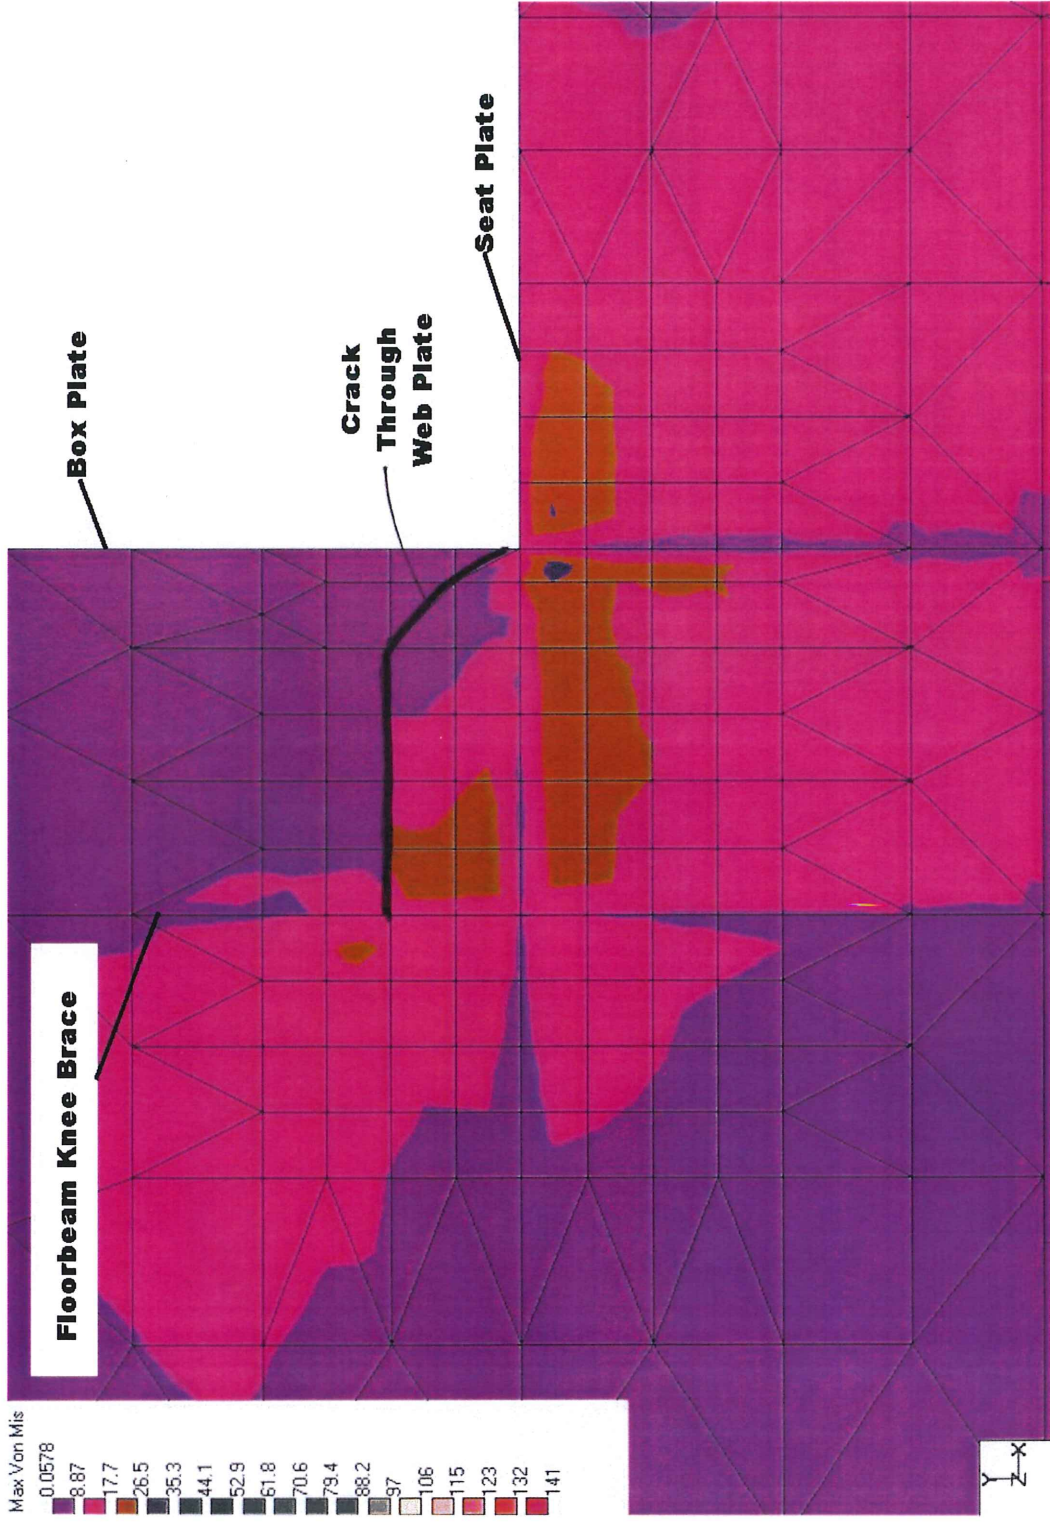 Box Plate
Seat Plate
Crack
Through
Web Plate
Floorbeam Knee Brace
Max Von Mis
0.0578
8.87
17.7
26.5
35.3
44.1
52.9
61.8
70.6
79.4
88.2
97
106
115
123
132
141
Y
Z X